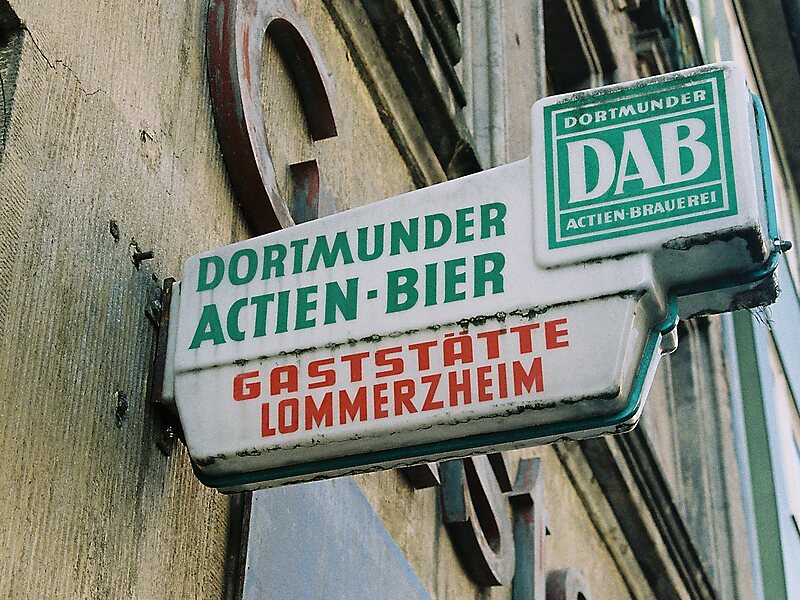 DORTMUNDER
DAB
ACTIEN-BRAUEREI
DORTMUNDER
ACTIEN-BIER
GASTSTÄTTE
LOMMERZHEIM